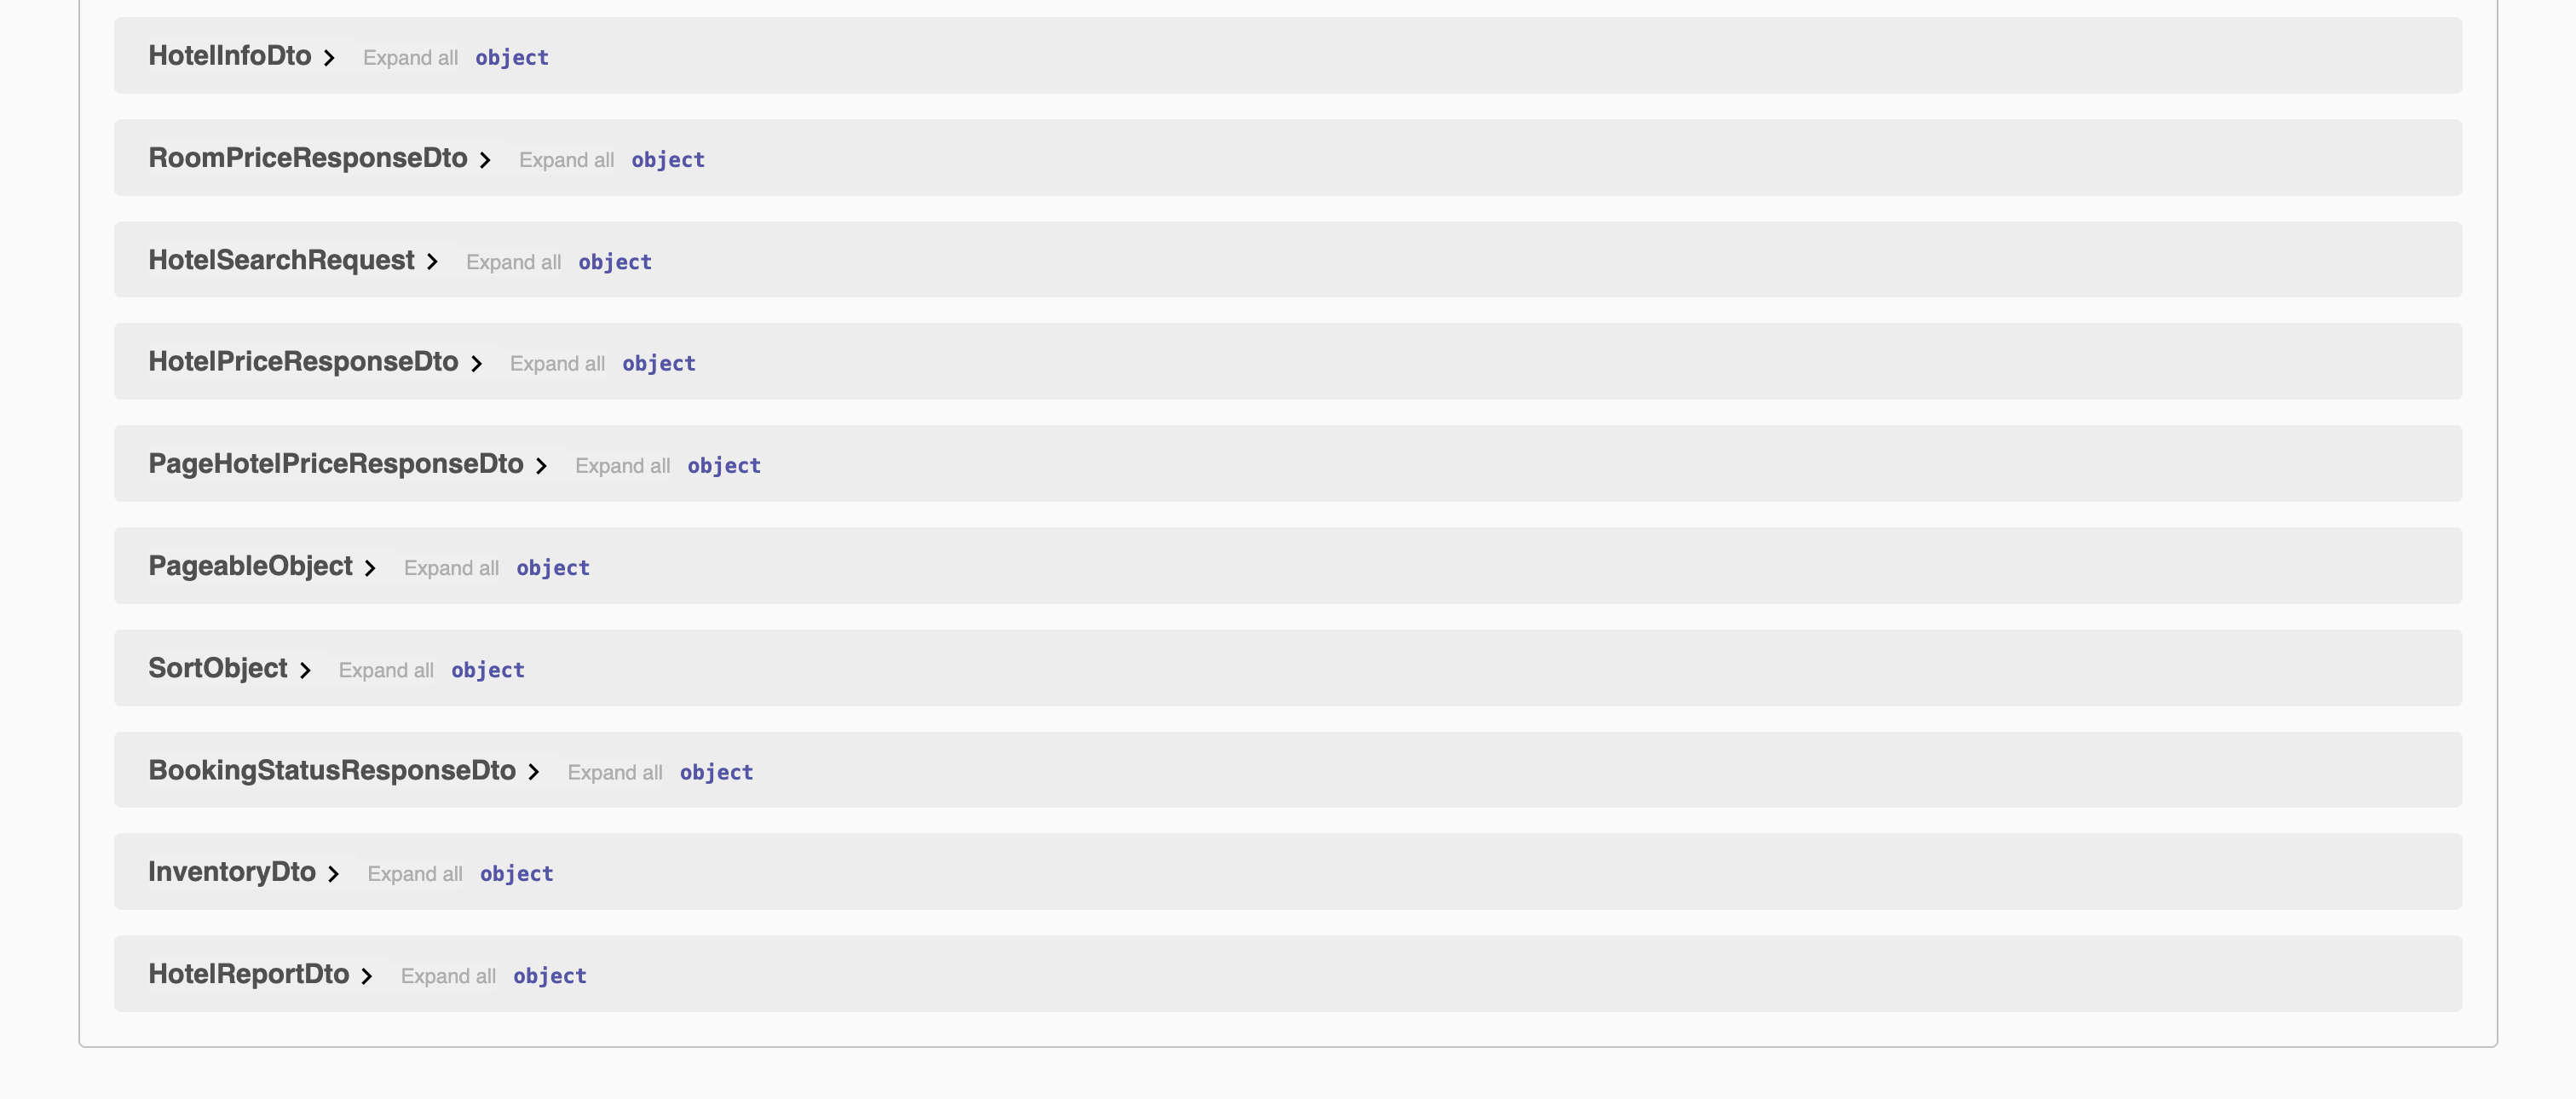 HotelInfoDto > Expand all object
RoomPriceResponseDto > Expand all object
HotelSearchRequest > Expand all object
HotelPriceResponseDto > Expand all object
PageHotelPriceResponseDto > Expand all object
PageableObject > Expand all object
SortObject > Expand all object
BookingStatusResponseDto > Expand all object
InventoryDto > Expand all object
HotelReportDto > Expand all object